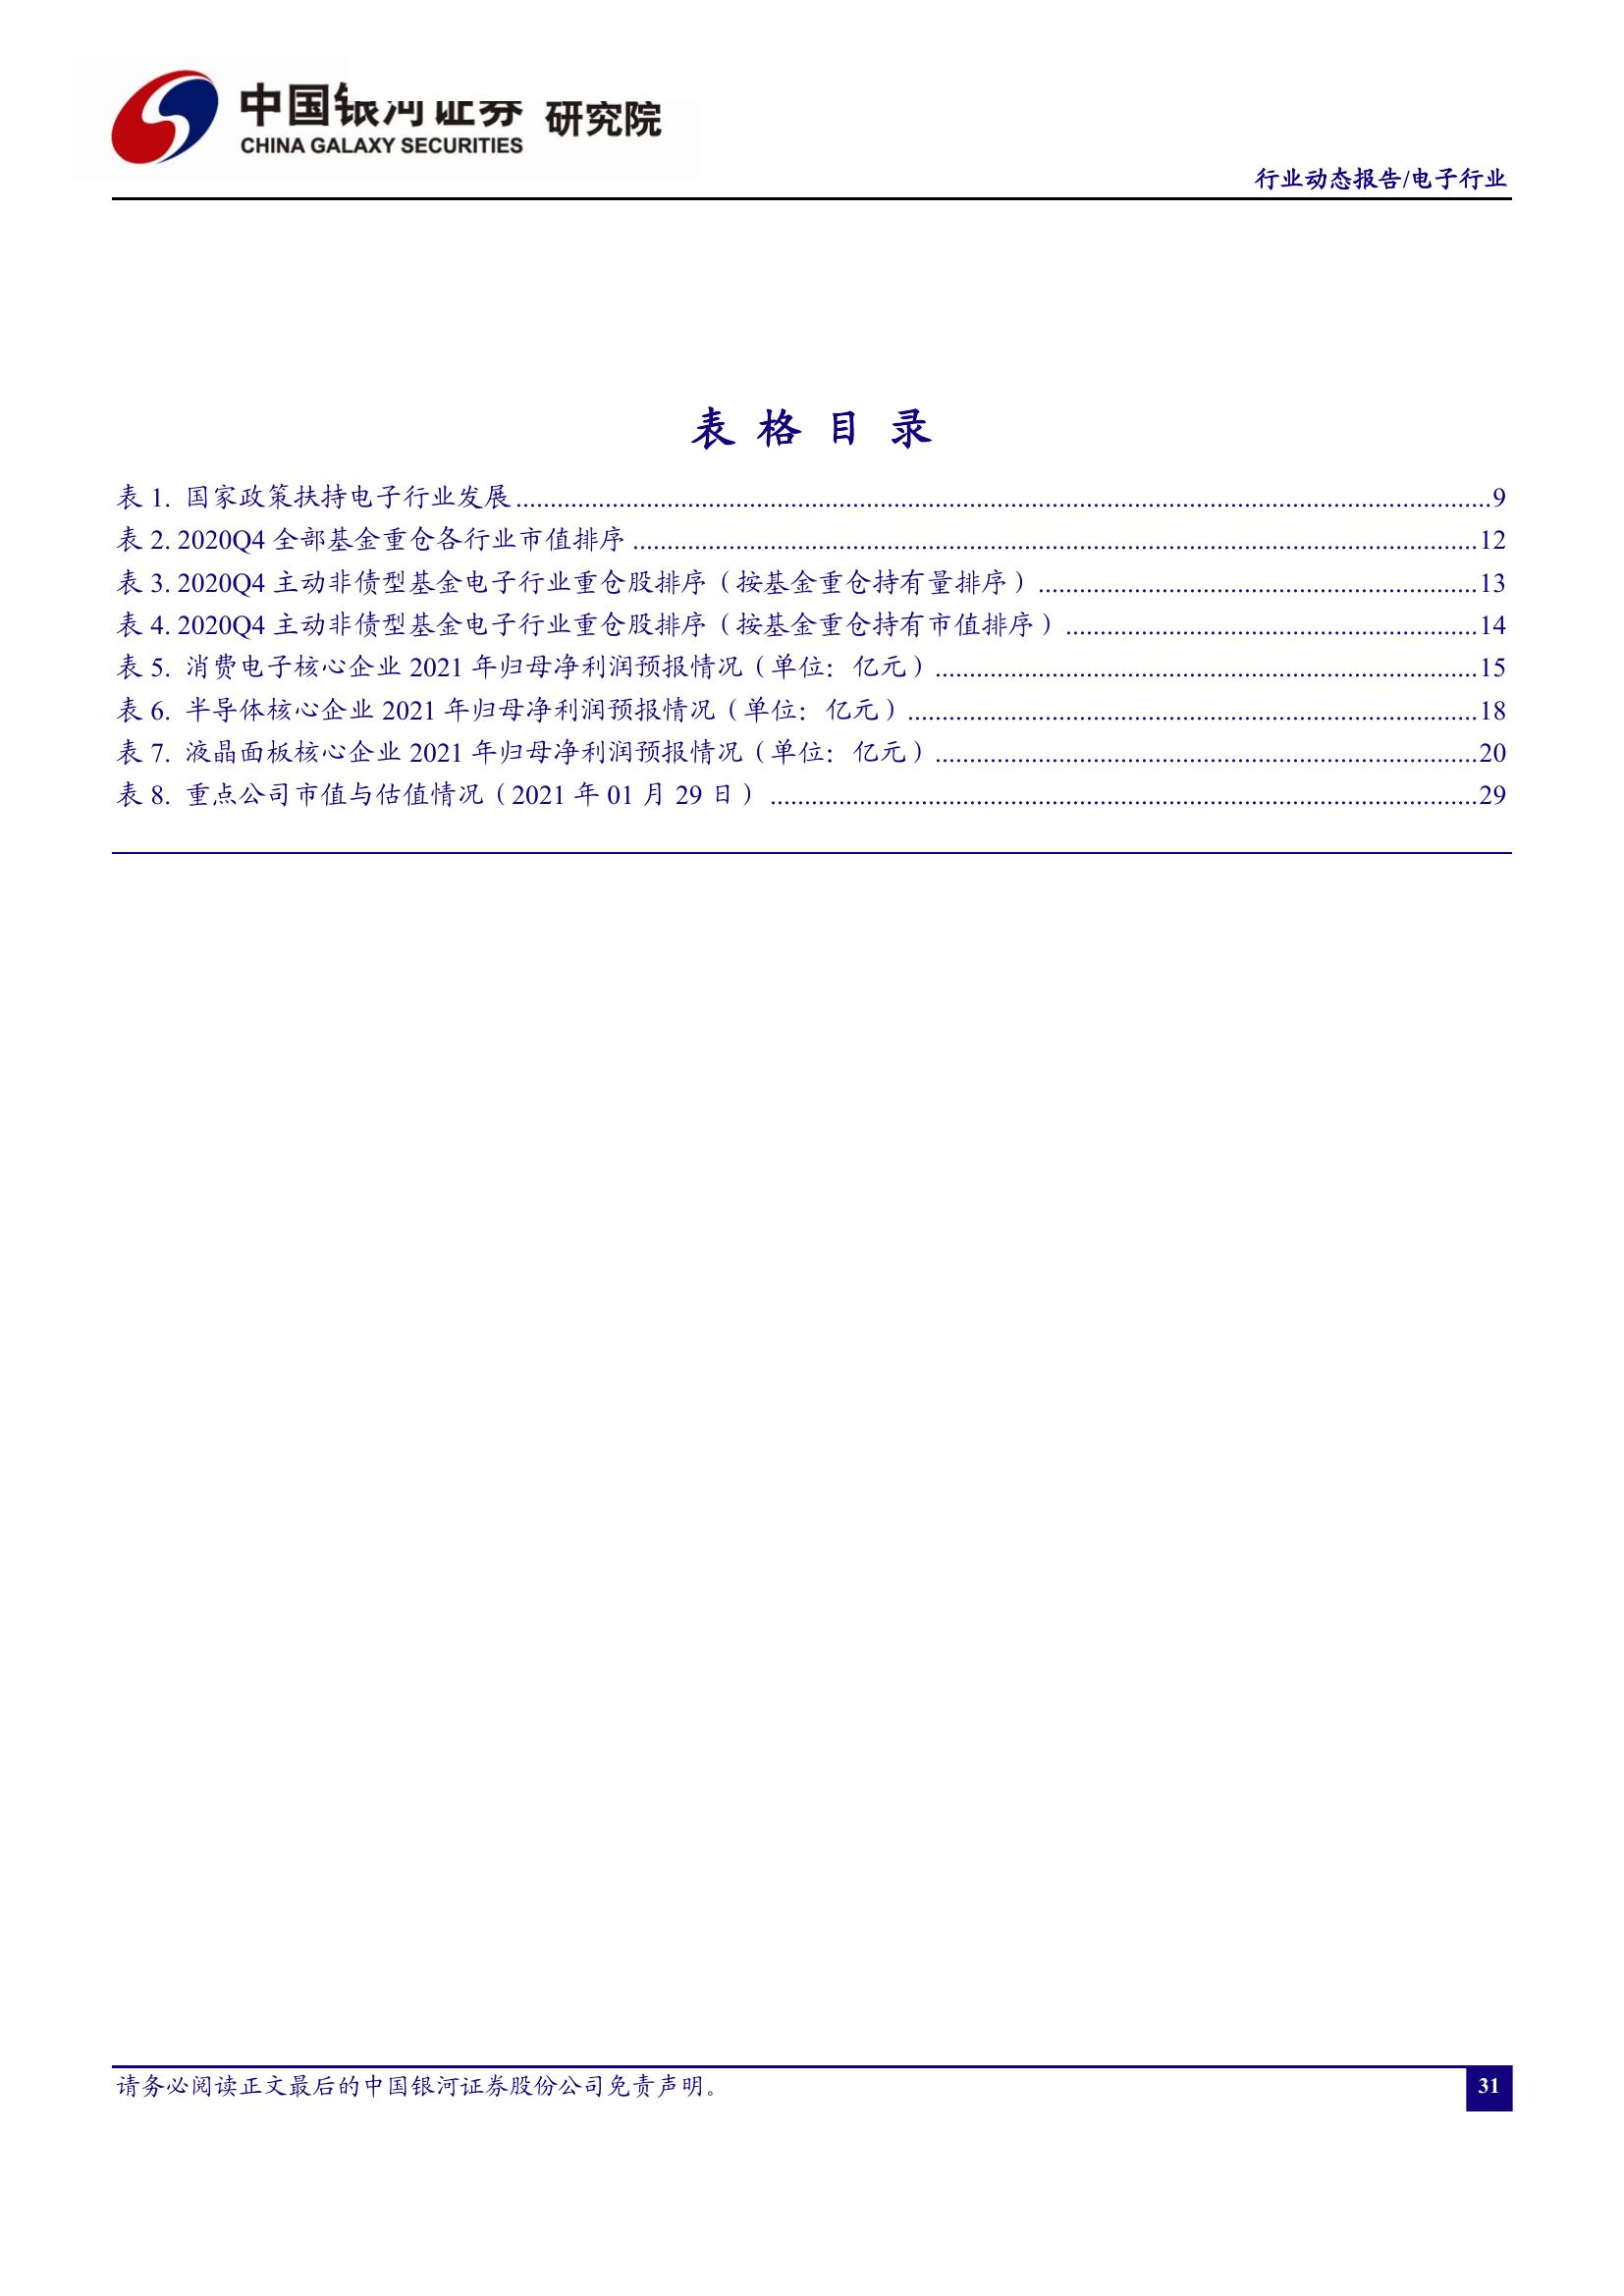 中国银河证券 研究院
CHINA GALAXY SECURITIES
行业动态报告/电子行业
表 格 目 录
表 1. 国家政策扶持电子行业发展........................................9
表 2. 2020Q4 全部基金重仓各行业市值排序........................................12
表 3. 2020Q4 主动非债型基金电子行业重仓股排序（按基金重仓持有量排序）........................................13
表 4. 2020Q4 主动非债型基金电子行业重仓股排序（按基金重仓持有市值排序）........................................14
表 5. 消费电子核心企业 2021 年归母净利润预报情况（单位：亿元）........................................15
表 6. 半导体核心企业 2021 年归母净利润预报情况（单位：亿元）........................................18
表 7. 液晶面板核心企业 2021 年归母净利润预报情况（单位：亿元）........................................20
表 8. 重点公司市值与估值情况（2021 年 01 月 29 日）........................................29
请务必阅读正文最后的中国银河证券股份公司免责声明。
31